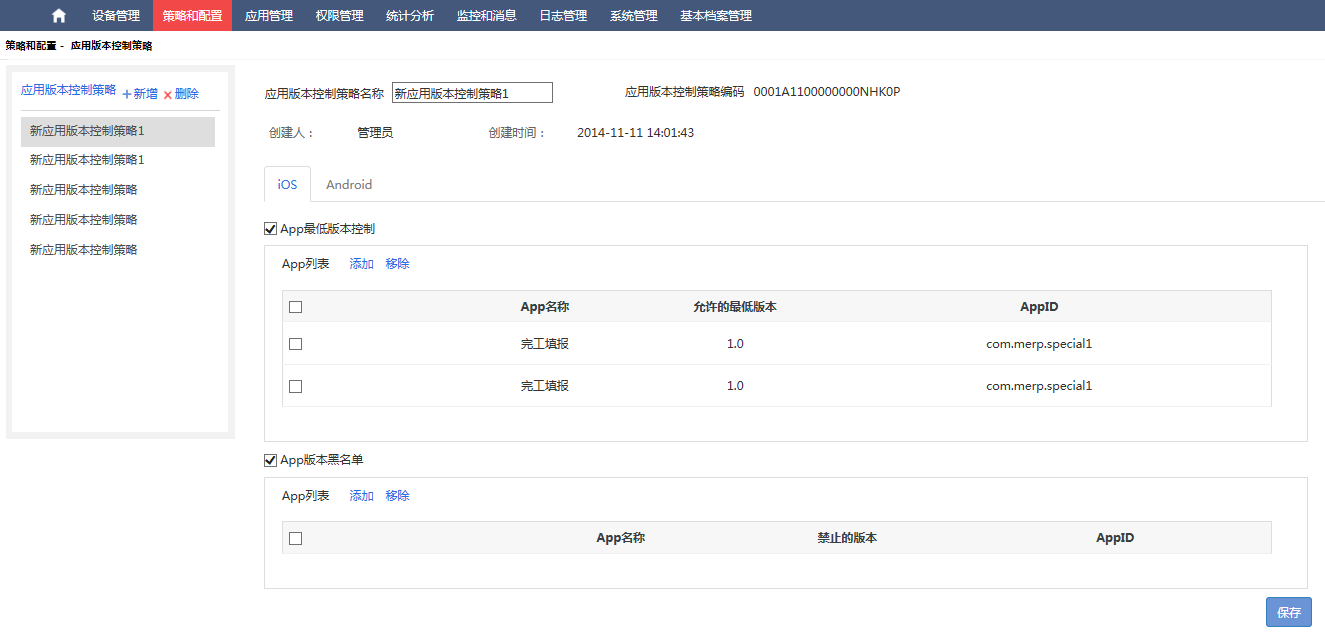 设备管理 策略和配置 应用管理 权限管理 统计分析 监控和消息 日志管理 系统管理 基本档案管理
策略和配置 - 应用版本控制策略
应用版本控制策略 +新增 ×删除
新应用版本控制策略1
新应用版本控制策略1
新应用版本控制策略
新应用版本控制策略
新应用版本控制策略
应用版本控制策略名称 新应用版本控制策略1 应用版本控制策略编码 0001A1100000000NHK0P
创建人： 管理员 创建时间： 2014-11-11 14:01:43
iOS Android
App最低版本控制
App列表 添加 移除
App名称 允许的最低版本 AppID
完工填报 1.0 com.merp.special1
完工填报 1.0 com.merp.special1
App版本黑名单
App列表 添加 移除
App名称 禁止的版本 AppID
保存